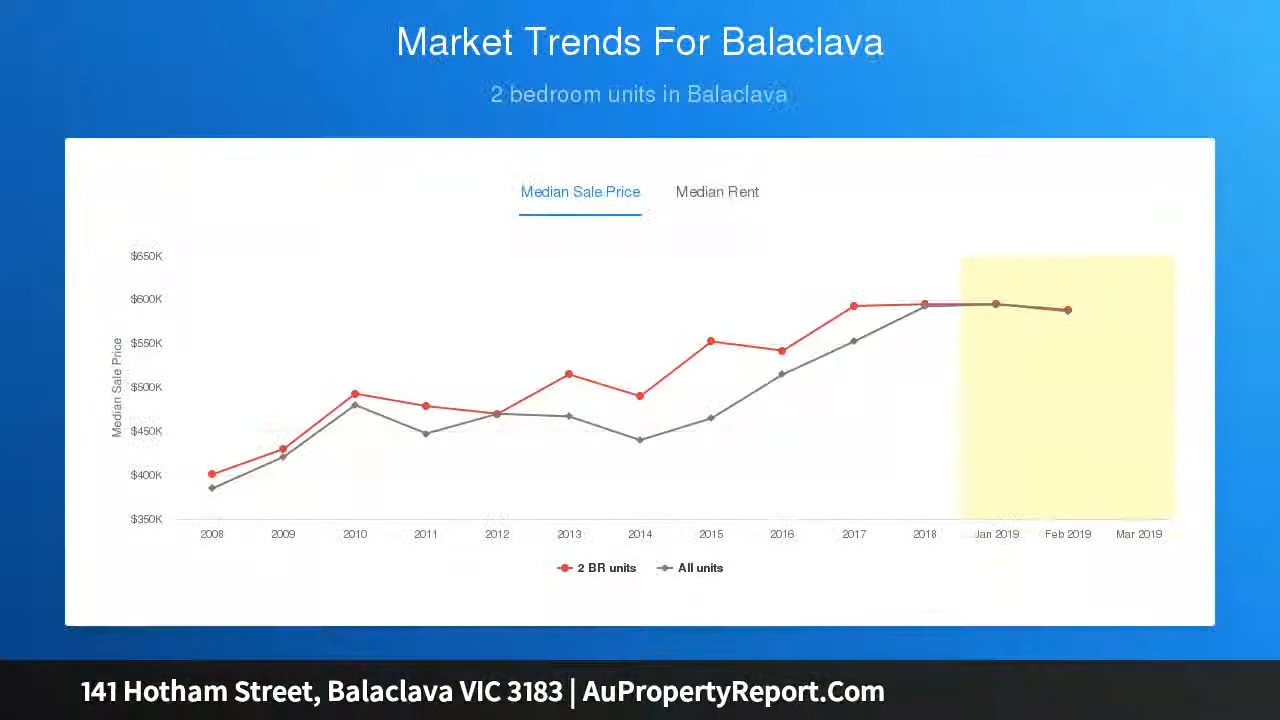 Market Trends For Balaclava
2 bedroom units in Balaclava
Median Sale Price Median Rent
Median Sale Price
$650K
$600K
$550K
$500K
$450K
$400K
$350K
2008 2009 2010 2011 2012 2013 2014 2015 2016 2017 2018 Jan 2019 Feb 2019 Mar 2019
2 BR units All units
141 Hotham Street, Balaclava VIC 3183 | AuPropertyReport.Com